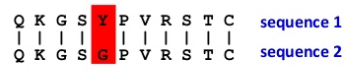 Q K G S Y P V R S T C sequence 1
| | | | | | | | | | |
Q K G S G P V R S T C sequence 2